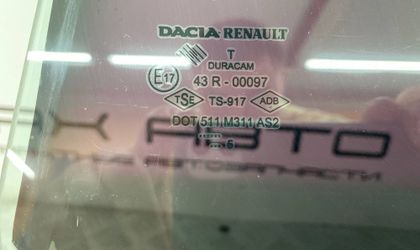 DACIA RENAULT
T
DURACAM
E17 43 R - 00097
TSE TS-917 ADB
DOT 511 M311 AS2
6
АВТО